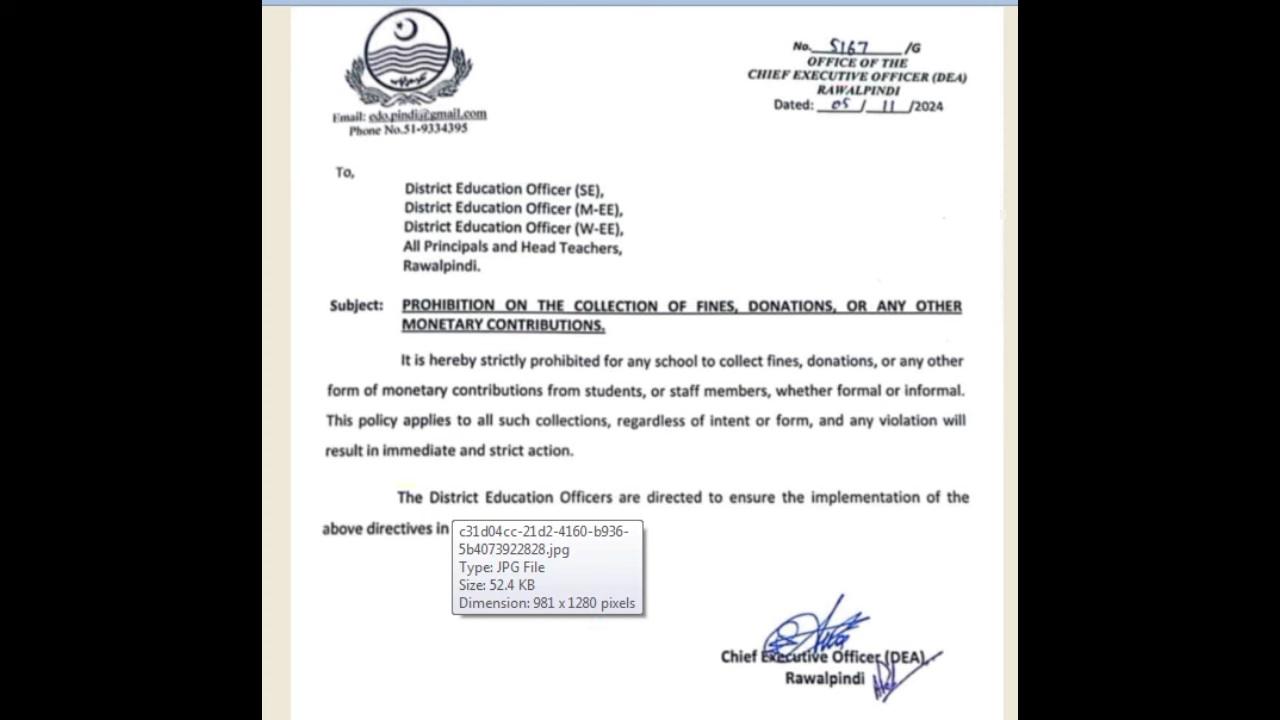 No. 5167 /G
OFFICE OF THE
CHIEF EXECUTIVE OFFICER (DEA)
RAWALPINDI
Dated: 05 / 11 /2024
Email: edo.pindi@gmail.com
Phone No.51-9334395
To,
District Education Officer (SE),
District Education Officer (M-EE),
District Education Officer (W-EE),
All Principals and Head Teachers,
Rawalpindi.
Subject: PROHIBITION ON THE COLLECTION OF FINES, DONATIONS, OR ANY OTHER
MONETARY CONTRIBUTIONS.
It is hereby strictly prohibited for any school to collect fines, donations, or any other
form of monetary contributions from students, or staff members, whether formal or informal.
This policy applies to all such collections, regardless of intent or form, and any violation will
result in immediate and strict action.
The District Education Officers are directed to ensure the implementation of the
above directives in
c31d04cc-21d2-4160-b936-
5b4073922828.jpg
Type: JPG File
Size: 52.4 KB
Dimension: 981 x 1280 pixels
Chief Executive Officer (DEA)
Rawalpindi